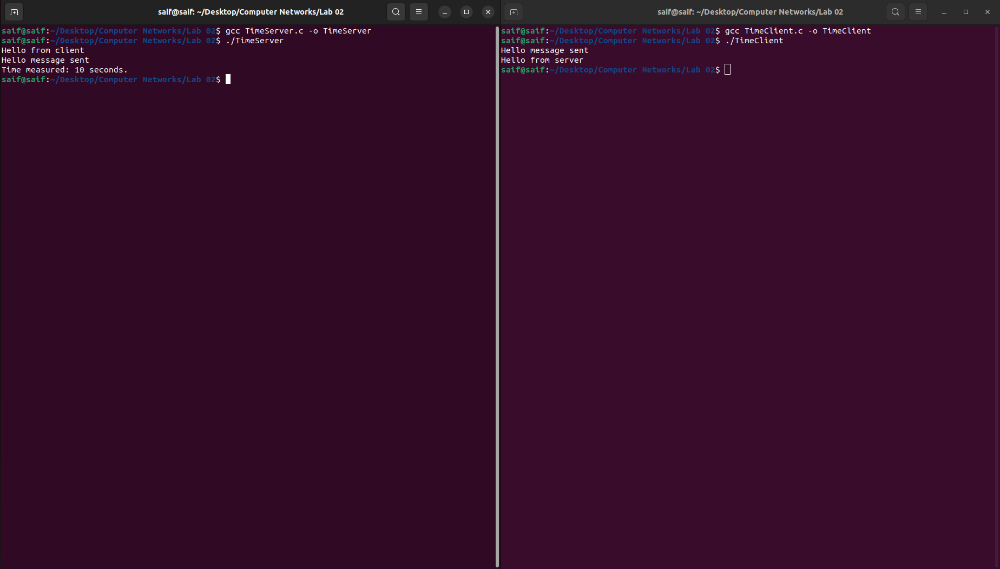 saif@saif: ~/Desktop/Computer Networks/Lab 02
saif@saif:~/Desktop/Computer Networks/Lab 02$ gcc TimeServer.c -o TimeServer
saif@saif:~/Desktop/Computer Networks/Lab 02$ ./TimeServer
Hello from client
Hello message sent
Time measured: 10 seconds.
saif@saif:~/Desktop/Computer Networks/Lab 02$
saif@saif: ~/Desktop/Computer Networks/Lab 02
saif@saif:~/Desktop/Computer Networks/Lab 02$ gcc TimeClient.c -o TimeClient
saif@saif:~/Desktop/Computer Networks/Lab 02$ ./TimeClient
Hello message sent
Hello from server
saif@saif:~/Desktop/Computer Networks/Lab 02$